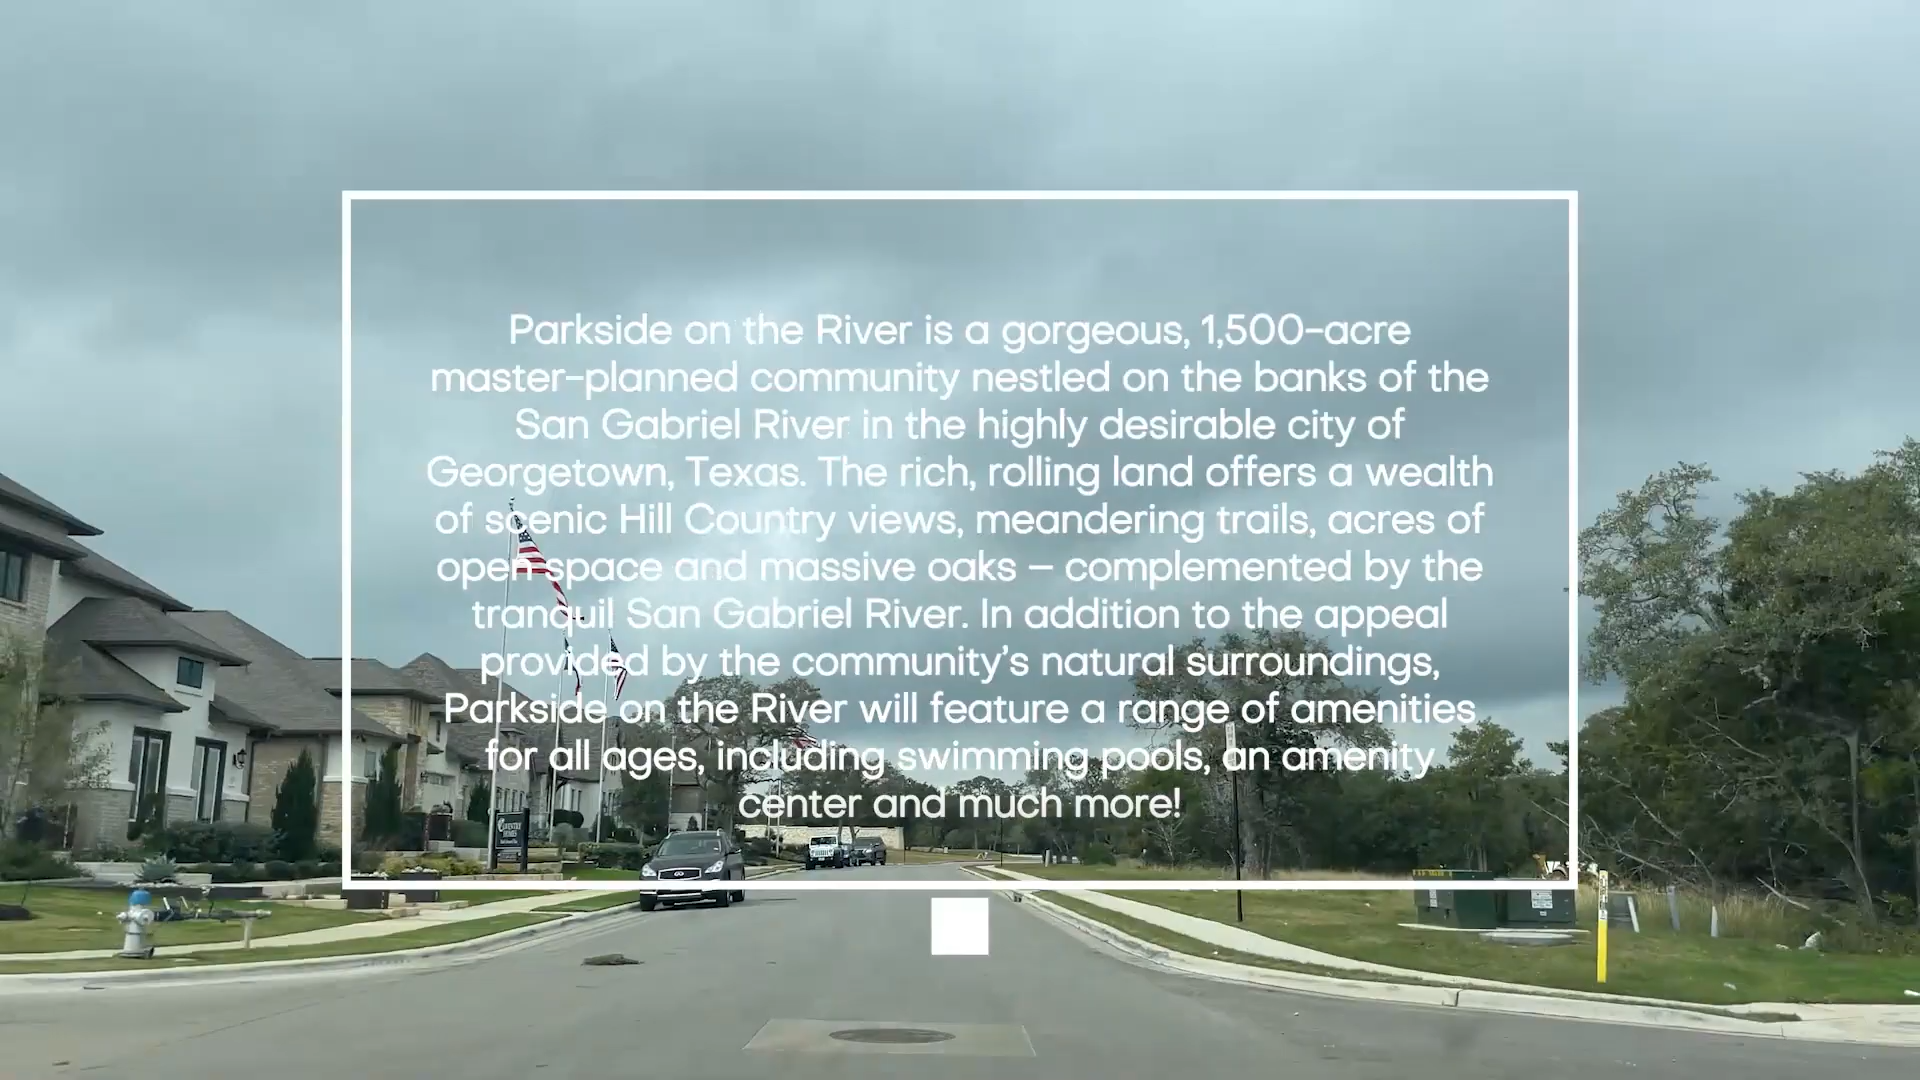 Parkside on the River is a gorgeous, 1,500-acre
master-planned community nestled on the banks of the
San Gabriel River in the highly desirable city of
Georgetown, Texas. The rich, rolling land offers a wealth
of scenic Hill Country views, meandering trails, acres of
open space and massive oaks – complemented by the
tranquil San Gabriel River. In addition to the appeal
provided by the community's natural surroundings,
Parkside on the River will feature a range of amenities
for all ages, including swimming pools, an amenity
center and much more!
COVENTRY
HOMES